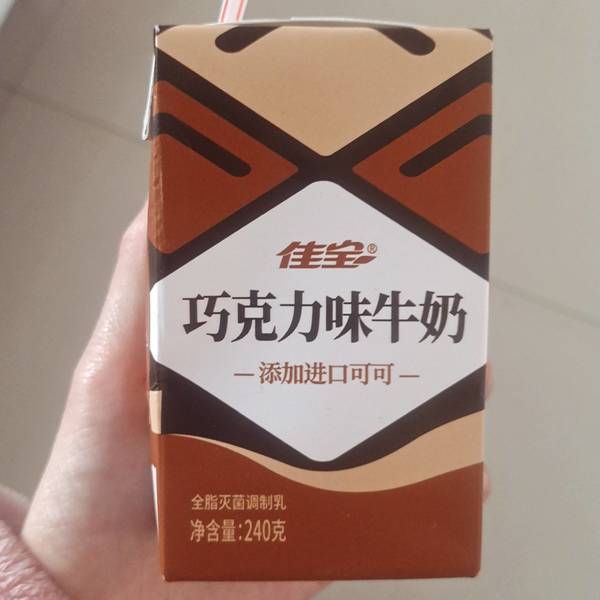 佳宝®
巧克力味牛奶
— 添加进口可可 —
全脂灭菌调制乳
净含量:240克